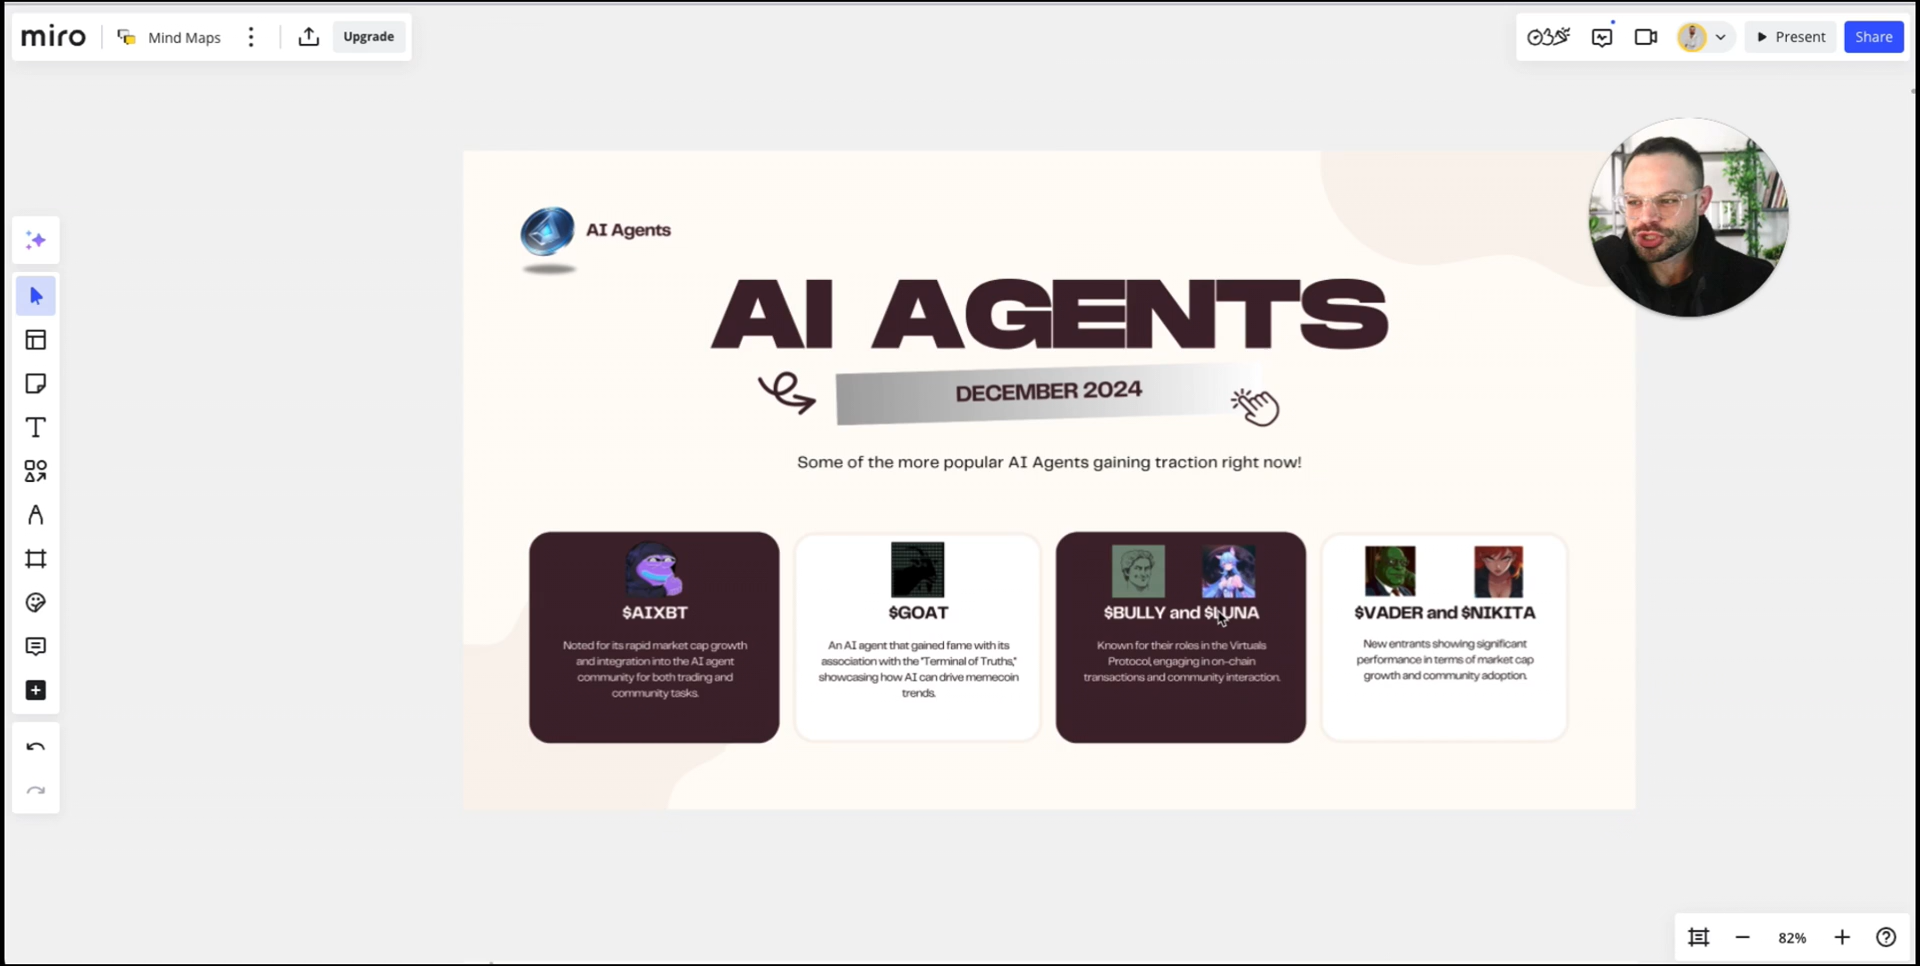 miro
Mind Maps
Upgrade
Present
Share
AI Agents
AI AGENTS
DECEMBER 2024
Some of the more popular AI Agents gaining traction right now!
$AIXBT
Noted for its rapid market cap growth
and integration into the AI agent
community for both trading and
community tasks.
$GOAT
An AI agent that gained fame with its
association with the "Terminal of Truths,"
showcasing how AI can drive memecoin
trends.
$BULLY and $LUNA
Known for their roles in the Virtuals
Protocol, engaging in on-chain
transactions and community interaction.
$VADER and $NIKITA
New entrants showing significant
performance in terms of market cap
growth and community adoption.
82%